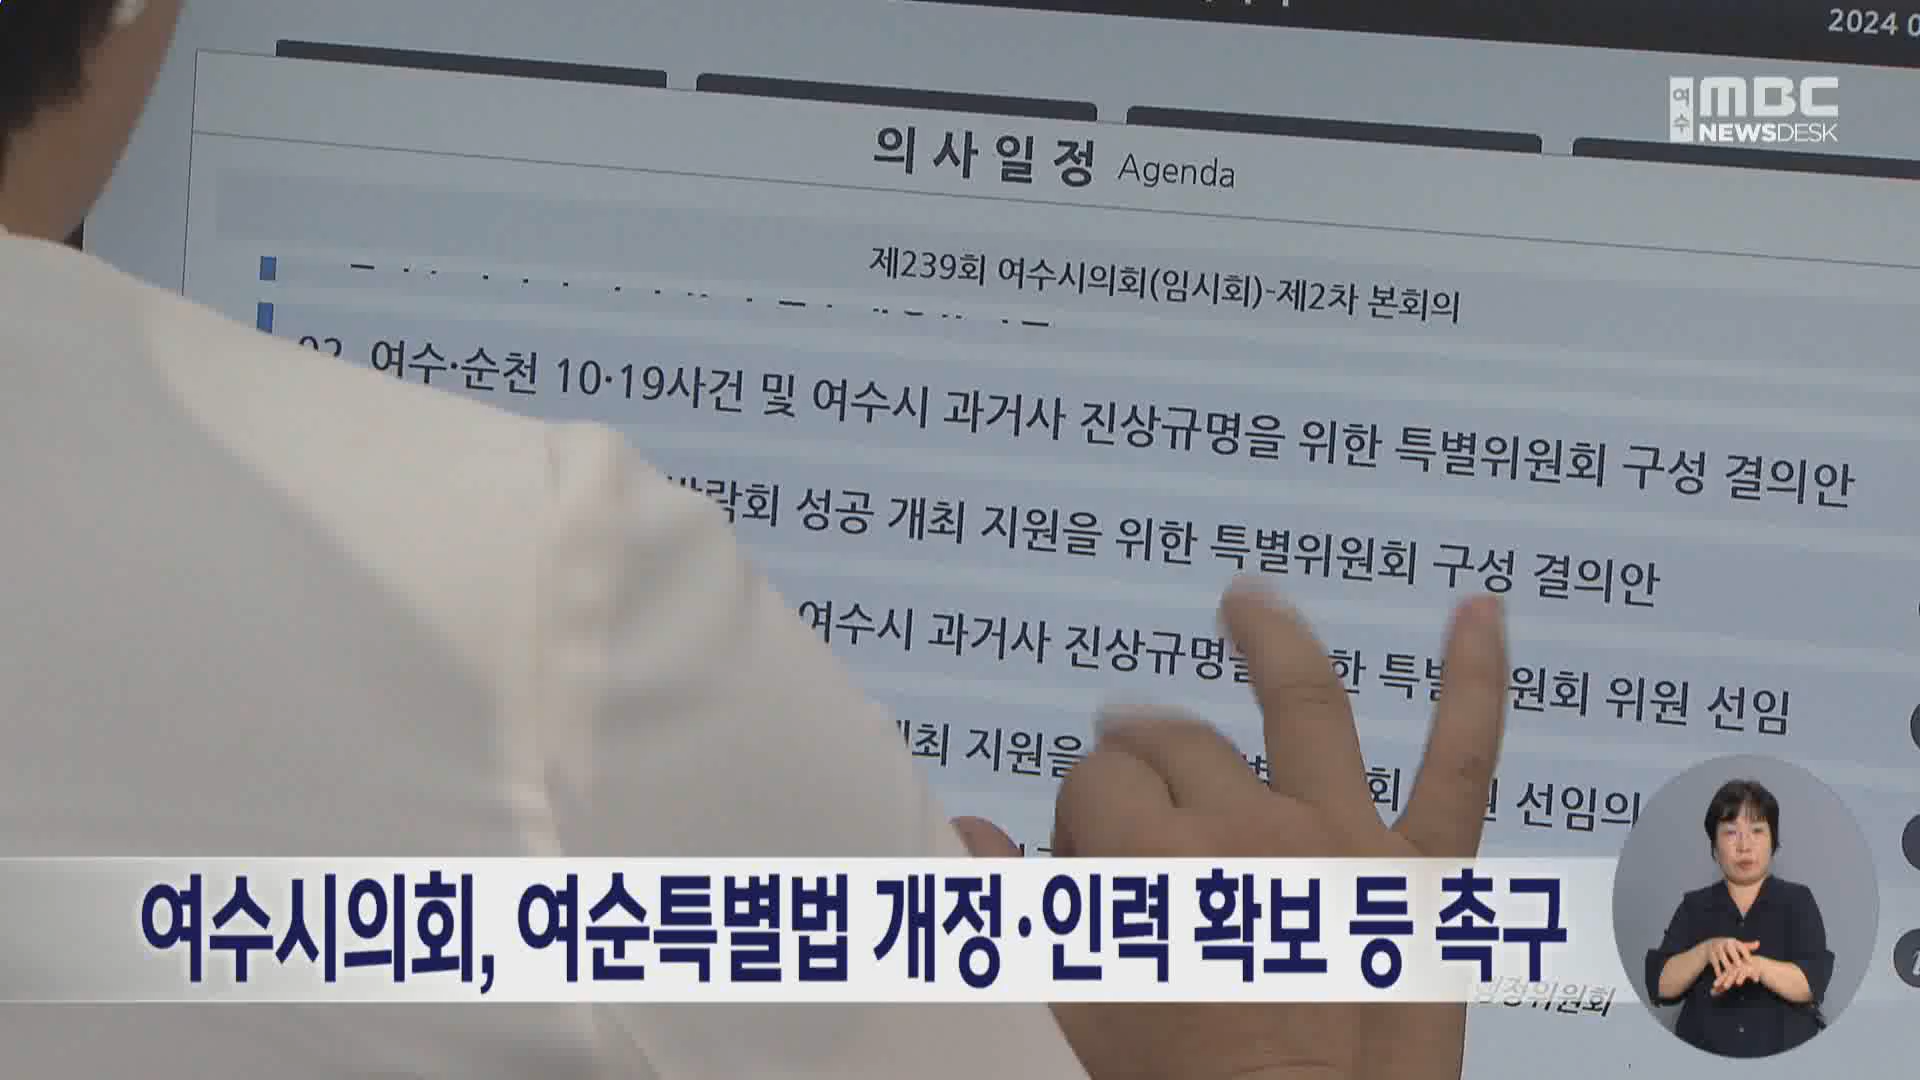 2024
여수 MBC
NEWSDESK
의사일정 Agenda
제239회 여수시의회(임시회)-제2차 본회의
02. 여수·순천 10·19사건 및 여수시 과거사 진상규명을 위한 특별위원회 구성 결의안
박람회 성공 개최 지원을 위한 특별위원회 구성 결의안
여수시 과거사 진상규명을 특별위원회 위원 선임
개최 지원을 선임의
여수시의회, 여순특별법 개정·인력 확보 등 촉구